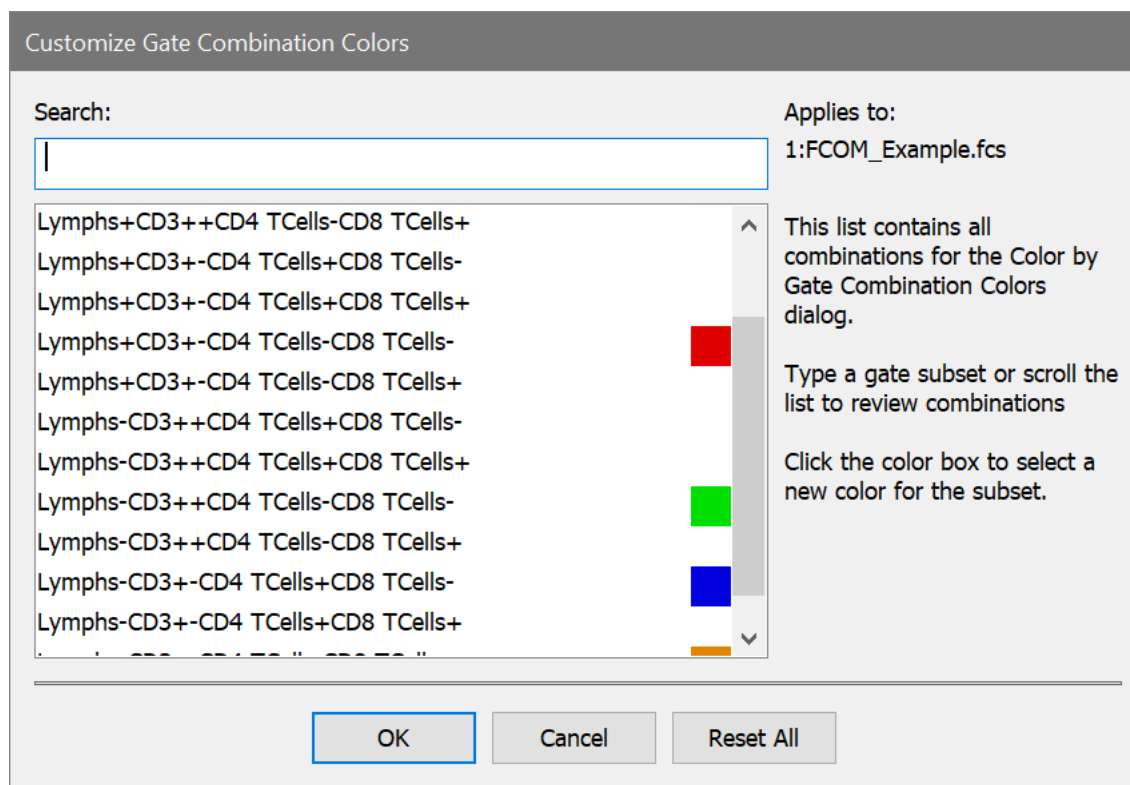 Customize Gate Combination Colors
Search:
Lymphs+CD3++CD4 TCells-CD8 TCells+
Lymphs+CD3+-CD4 TCells+CD8 TCells-
Lymphs+CD3+-CD4 TCells+CD8 TCells+
Lymphs+CD3+-CD4 TCells-CD8 TCells-
Lymphs+CD3+-CD4 TCells-CD8 TCells+
Lymphs-CD3++CD4 TCells+CD8 TCells-
Lymphs-CD3++CD4 TCells+CD8 TCells+
Lymphs-CD3++CD4 TCells-CD8 TCells-
Lymphs-CD3++CD4 TCells-CD8 TCells+
Lymphs-CD3+-CD4 TCells+CD8 TCells-
Lymphs-CD3+-CD4 TCells+CD8 TCells+
Applies to:
1:FCOM_Example.fcs
This list contains all
combinations for the Color by
Gate Combination Colors
dialog.
Type a gate subset or scroll the
list to review combinations
Click the color box to select a
new color for the subset.
OK
Cancel
Reset All